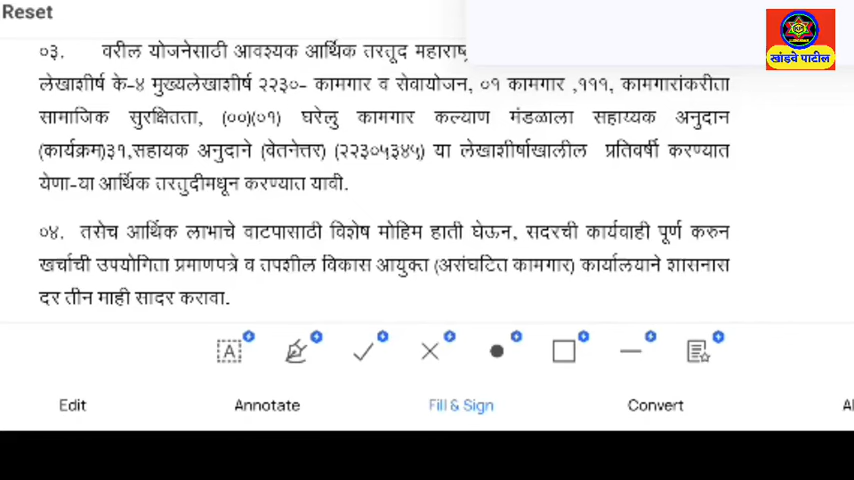 Reset
०३. वरील योजनेसाठी आवश्यक आर्थिक तरतूद
लेखाशीर्ष के-४ मुख्यलेखाशीर्ष २२३०- कामगार व सेवायोजन, ०१ कामगार ,१११, कामगारांकरीता
सामाजिक सुरक्षितता, (००)(०१) घरेलु कामगार कल्याण मंडळाला सहाय्यक अनुदान
(कार्यक्रम)३१,सहायक अनुदाने (वेतनेत्तर) (२२३०५३४५) या लेखाशीर्षाखालील प्रतिवर्षी करण्यात
येणा-या आर्थिक तरतुदीमधून करण्यात यावी.
०४. तसेच आर्थिक लाभाचे वाटपासाठी विशेष मोहिम हाती घेऊन, सदरची कार्यवाही पूर्ण करुन
खर्चाची उपयोगिता प्रमाणपत्रे व तपशील विकास आयुक्त (असंघटित कामगार) कार्यालयाने शासनास
दर तीन माही सादर करावा.
खांडवे पाटील
A
Edit Annotate Fill & Sign Convert